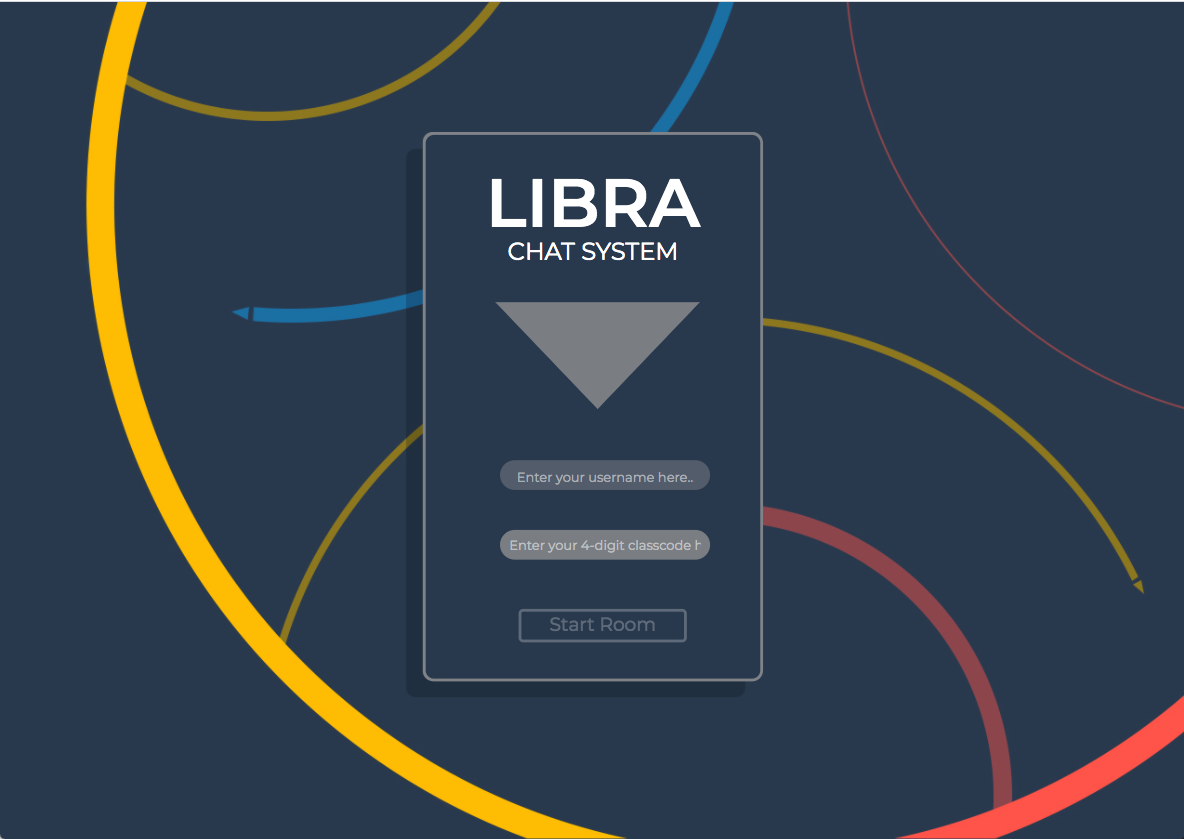 LIBRA
CHAT SYSTEM
Enter your username here..
Enter your 4-digit classcode h
Start Room